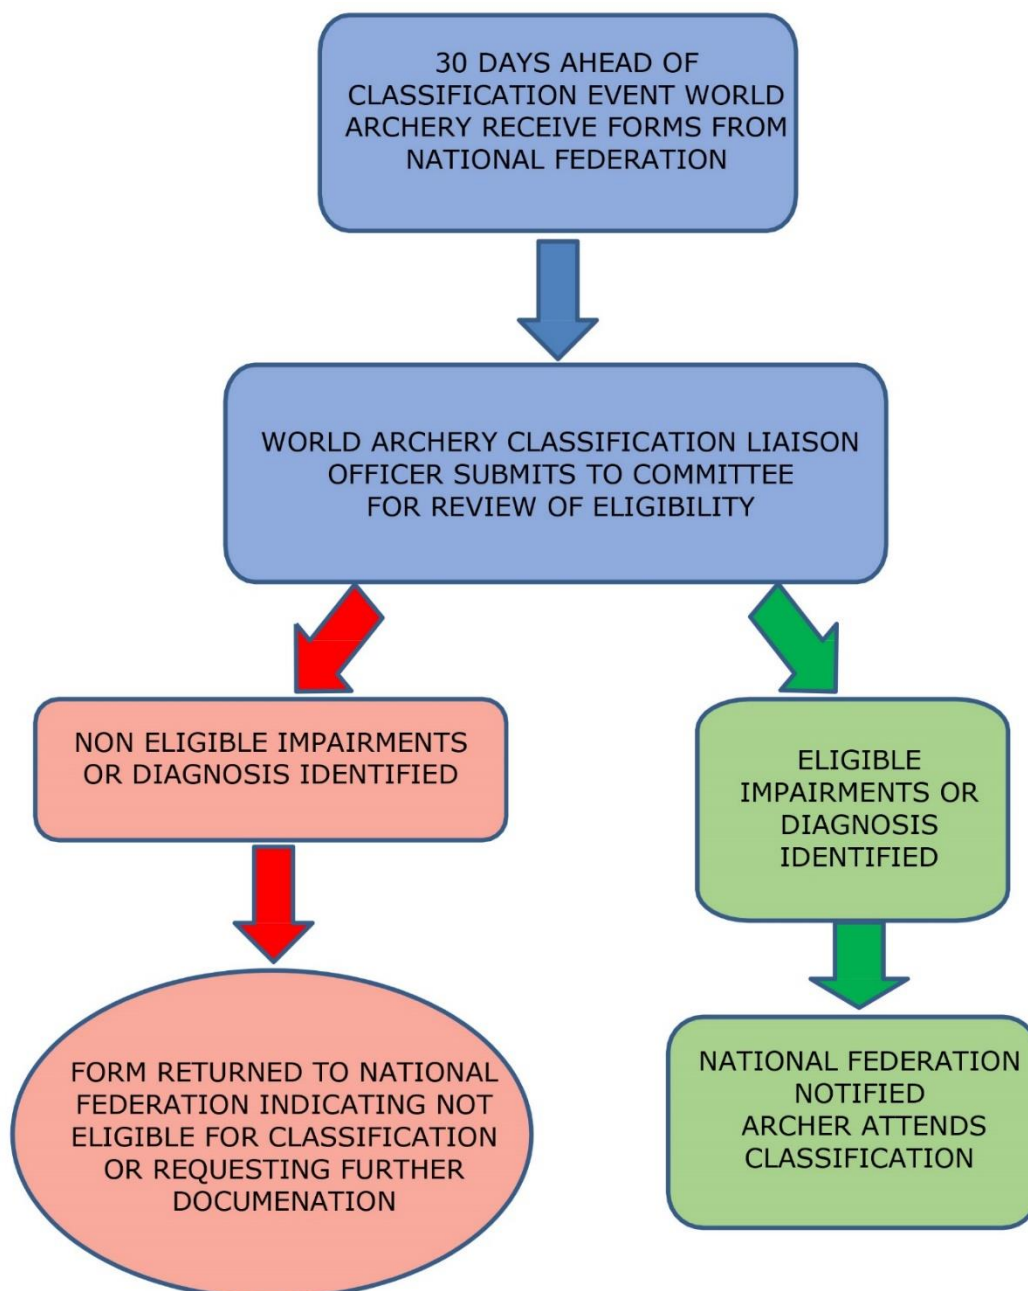 30 DAYS AHEAD OF
CLASSIFICATION EVENT WORLD
ARCHERY RECEIVE FORMS FROM
NATIONAL FEDERATION
WORLD ARCHERY CLASSIFICATION LIAISON
OFFICER SUBMITS TO COMMITTEE
FOR REVIEW OF ELIGIBILITY
NON ELIGIBLE IMPAIRMENTS
OR DIAGNOSIS IDENTIFIED
ELIGIBLE
IMPAIRMENTS OR
DIAGNOSIS
IDENTIFIED
FORM RETURNED TO NATIONAL
FEDERATION INDICATING NOT
ELIGIBLE FOR CLASSIFICATION
OR REQUESTING FURTHER
DOCUMENATION
NATIONAL FEDERATION
NOTIFIED
ARCHER ATTENDS
CLASSIFICATION